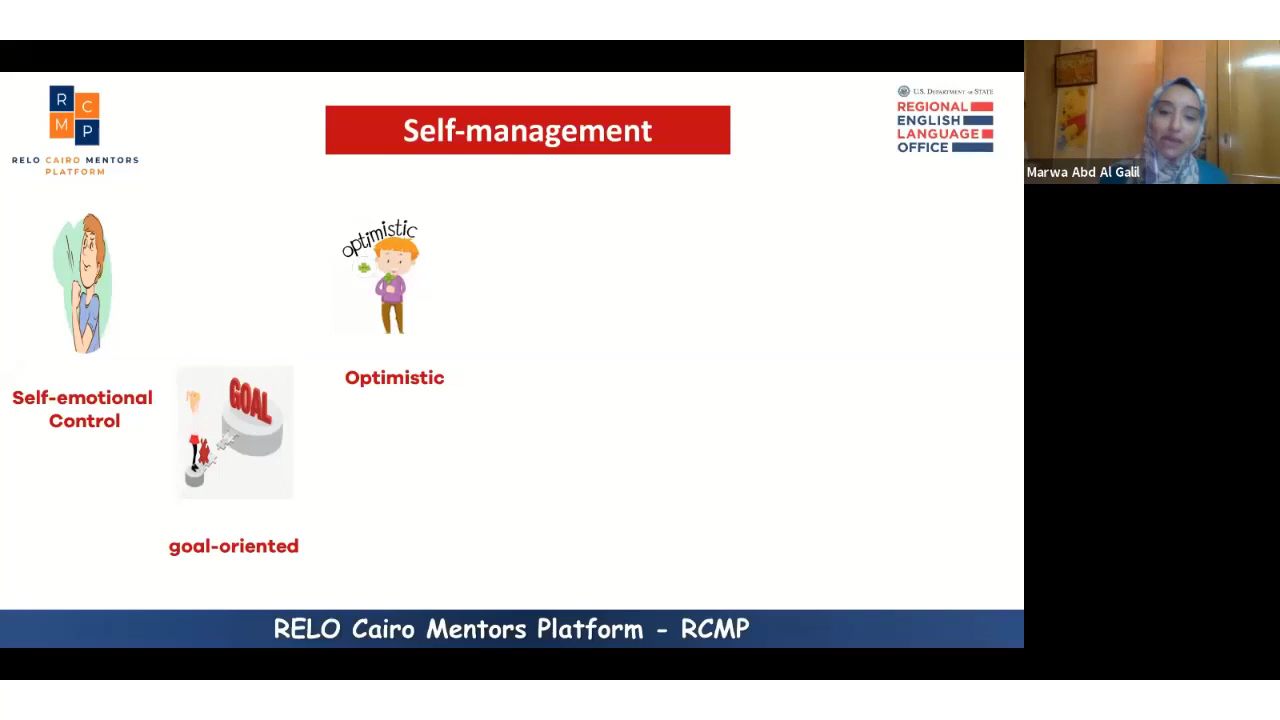 R
C
M
P
RELO CAIRO MENTORS
PLATFORM
Self-management
U.S. DEPARTMENT OF STATE
REGIONAL
ENGLISH
LANGUAGE
OFFICE
Marwa Abd Al Galil
optimistic
Self-emotional
Control
GOAL
Optimistic
goal-oriented
RELO Cairo Mentors Platform - RCMP